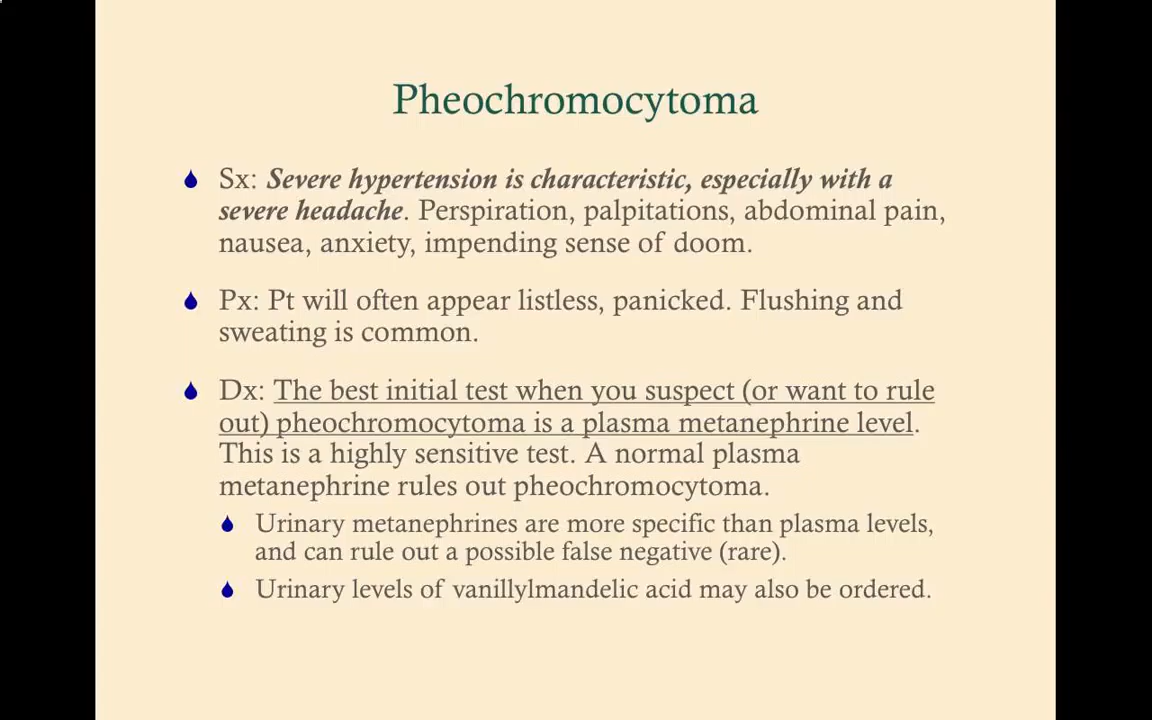 Pheochromocytoma
Sx: Severe hypertension is characteristic, especially with a
severe headache. Perspiration, palpitations, abdominal pain,
nausea, anxiety, impending sense of doom.
Px: Pt will often appear listless, panicked. Flushing and
sweating is common.
Dx: The best initial test when you suspect (or want to rule
out) pheochromocytoma is a plasma metanephrine level.
This is a highly sensitive test. A normal plasma
metanephrine rules out pheochromocytoma.
Urinary metanephrines are more specific than plasma levels,
and can rule out a possible false negative (rare).
Urinary levels of vanillylmandelic acid may also be ordered.